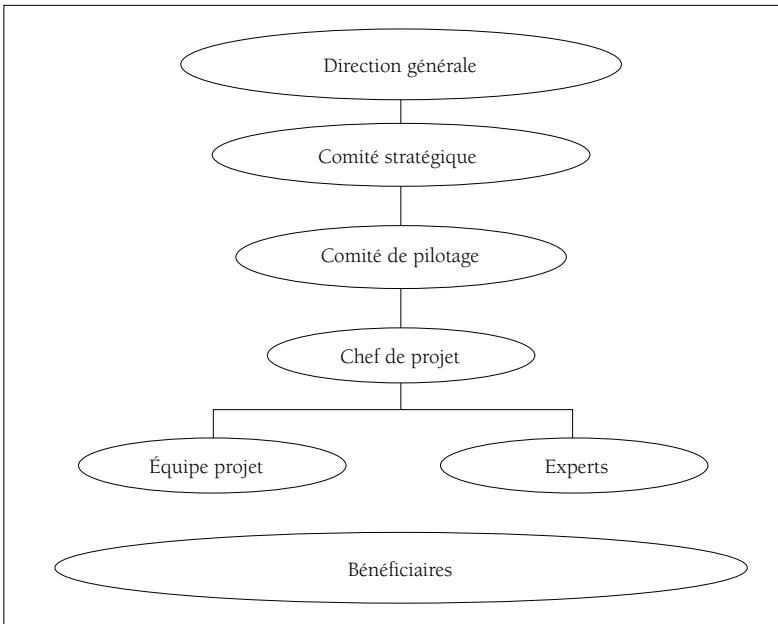 Direction générale
Comité stratégique
Comité de pilotage
Chef de projet
Équipe projet
Experts
Bénéficiaires